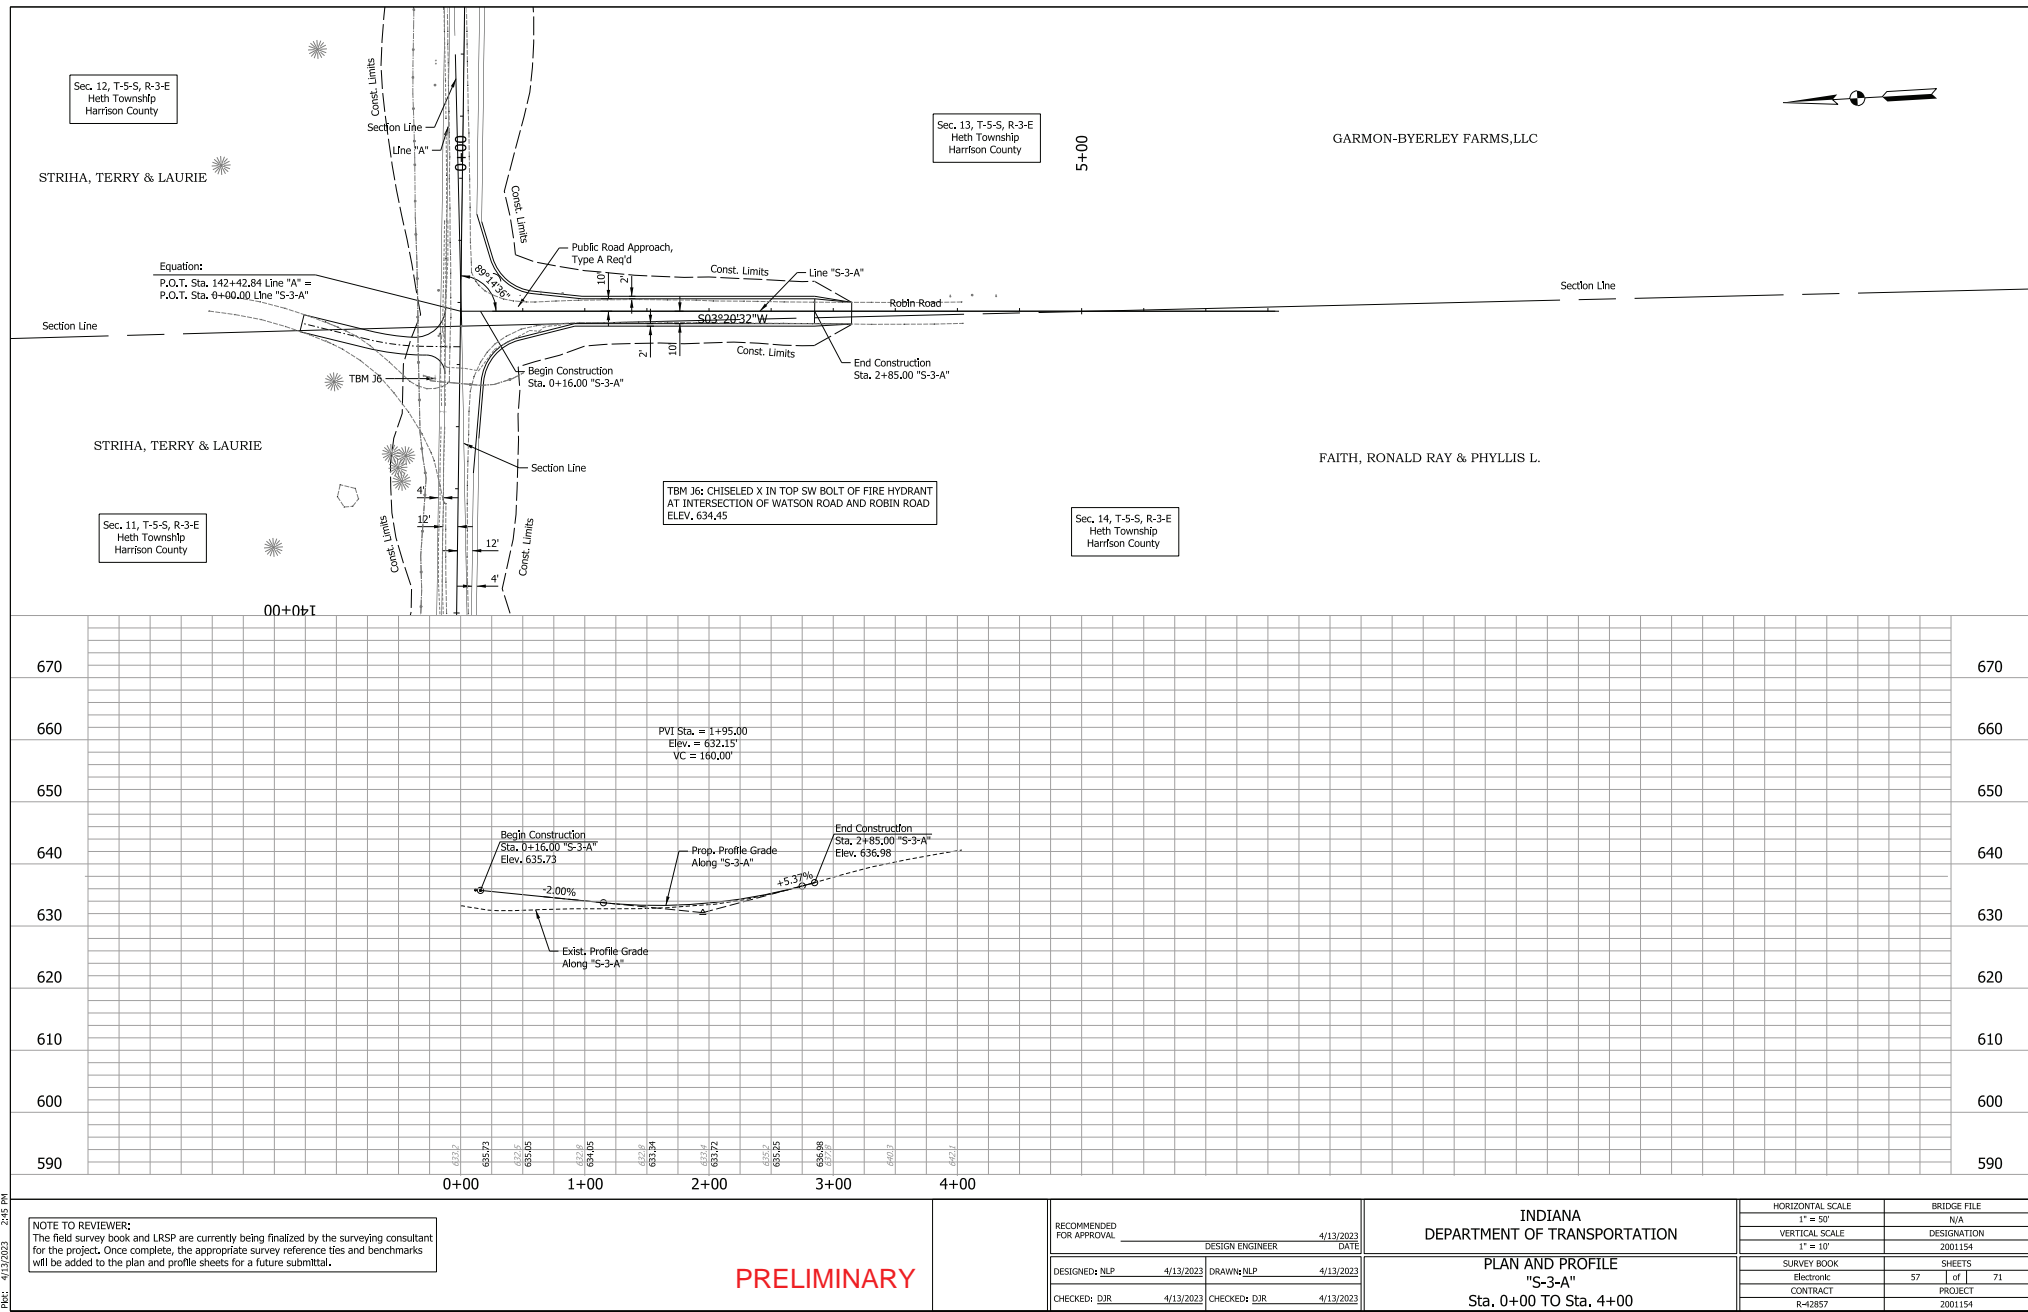 Sec. 12, T-5-S, R-3-E
Heth Township
Harrison County
STRIHA, TERRY & LAURIE
Const. Limits
Section Line
Line "A"
0+00
Const. Limits
Sec. 13, T-5-S, R-3-E
Heth Township
Harrison County
5+00
GARMON-BYERLEY FARMS,LLC
Equation:
P.O.T. Sta. 142+42.84 Line "A" =
P.O.T. Sta. 0+00.00 Line "S-3-A"
Public Road Approach,
Type A Req'd
89°14'36"
10'
2'
Const. Limits
Line "S-3-A"
Robin Road
Section Line
Section Line
S03°20'32"W
2'
10'
Const. Limits
TBM J6
Begin Construction
Sta. 0+16.00 "S-3-A"
End Construction
Sta. 2+85.00 "S-3-A"
STRIHA, TERRY & LAURIE
Section Line
FAITH, RONALD RAY & PHYLLIS L.
TBM J6: CHISELED X IN TOP SW BOLT OF FIRE HYDRANT
AT INTERSECTION OF WATSON ROAD AND ROBIN ROAD
ELEV. 634.45
4'
12'
12'
4'
Const. Limits
Const. Limits
Sec. 11, T-5-S, R-3-E
Heth Township
Harrison County
Sec. 14, T-5-S, R-3-E
Heth Township
Harrison County
140+00
670 670
660 660
650 650
640 640
630 630
620 620
610 610
600 600
590 590
PVI Sta. = 1+95.00
Elev. = 632.15'
VC = 160.00'
Begin Construction
Sta. 0+16.00 "S-3-A"
Elev. 635.73
-2.00%
Prop. Profile Grade
Along "S-3-A"
+5.37%
End Construction
Sta. 2+85.00 "S-3-A"
Elev. 636.98
Exist. Profile Grade
Along "S-3-A"
633.2 635.73 632.5 635.05 632.8 634.05 632.8 633.34 633.4 633.72 635.2 635.25 636.98 640.3 642.1
0+00 1+00 2+00 3+00 4+00
Plot: 4/13/2023 2:45 PM
NOTE TO REVIEWER:
The field survey book and LRSP are currently being finalized by the surveying consultant
for the project. Once complete, the appropriate survey reference ties and benchmarks
will be added to the plan and profile sheets for a future submittal.
PRELIMINARY
RECOMMENDED
FOR APPROVAL 4/13/2023
DESIGN ENGINEER DATE
DESIGNED: NLP 4/13/2023 DRAWN: NLP 4/13/2023
CHECKED: DJR 4/13/2023 CHECKED: DJR 4/13/2023
INDIANA
DEPARTMENT OF TRANSPORTATION
PLAN AND PROFILE
"S-3-A"
Sta. 0+00 TO Sta. 4+00
HORIZONTAL SCALE BRIDGE FILE
1" = 50' N/A
VERTICAL SCALE DESIGNATION
1" = 10' 2001154
SURVEY BOOK SHEETS
Electronic 57 of 71
CONTRACT PROJECT
R-42857 2001154